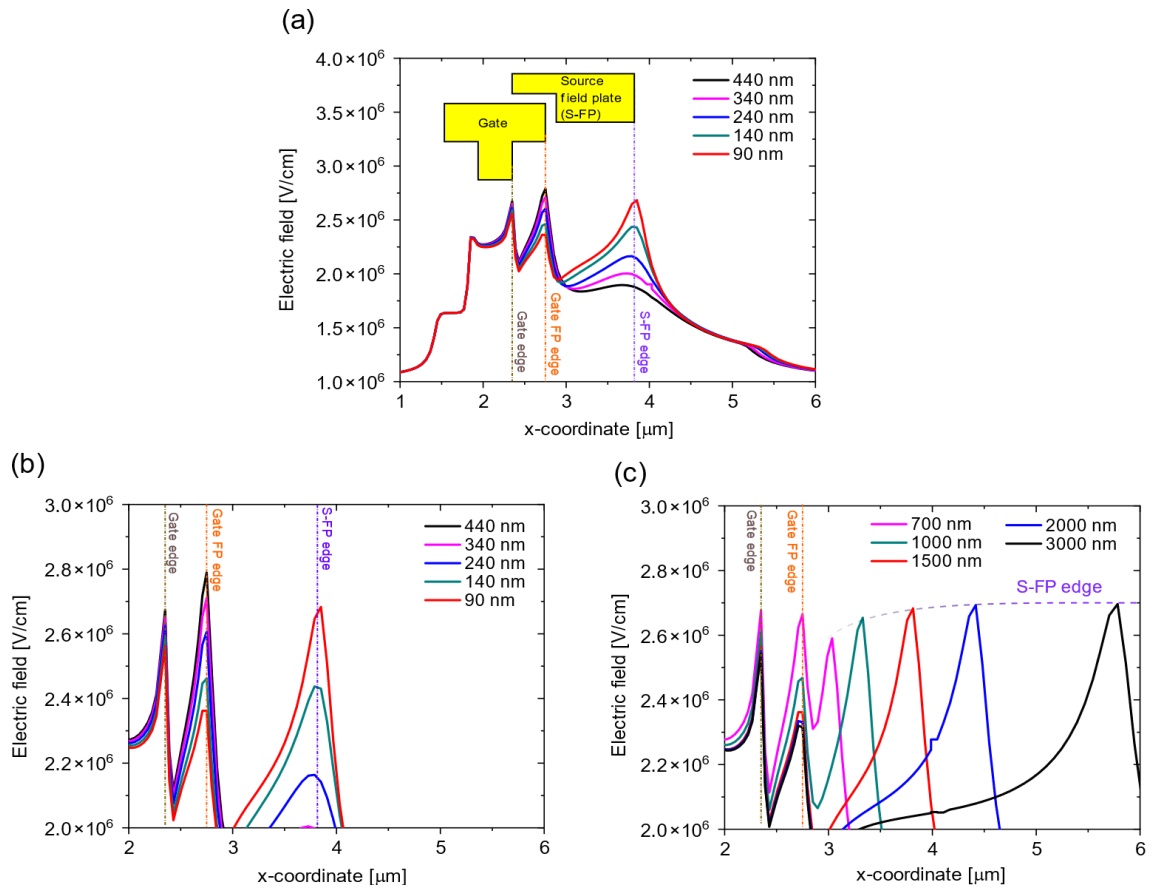 (a)
4.0×10⁶
3.5×10⁶
3.0×10⁶
2.5×10⁶
2.0×10⁶
1.5×10⁶
1.0×10⁶
Electric field [V/cm]
Gate
Source
field plate
(S-FP)
440 nm
340 nm
240 nm
140 nm
90 nm
Gate edge
Gate FP edge
S-FP edge
1 2 3 4 5 6
x-coordinate [μm]
(b)
3.0×10⁶
2.8×10⁶
2.6×10⁶
2.4×10⁶
2.2×10⁶
2.0×10⁶
Electric field [V/cm]
Gate edge
Gate FP edge
S-FP edge
440 nm
340 nm
240 nm
140 nm
90 nm
2 3 4 5 6
x-coordinate [μm]
(c)
3.0×10⁶
2.8×10⁶
2.6×10⁶
2.4×10⁶
2.2×10⁶
2.0×10⁶
Electric field [V/cm]
Gate edge
Gate FP edge
700 nm 2000 nm
1000 nm 3000 nm
1500 nm
S-FP edge
2 3 4 5 6
x-coordinate [μm]